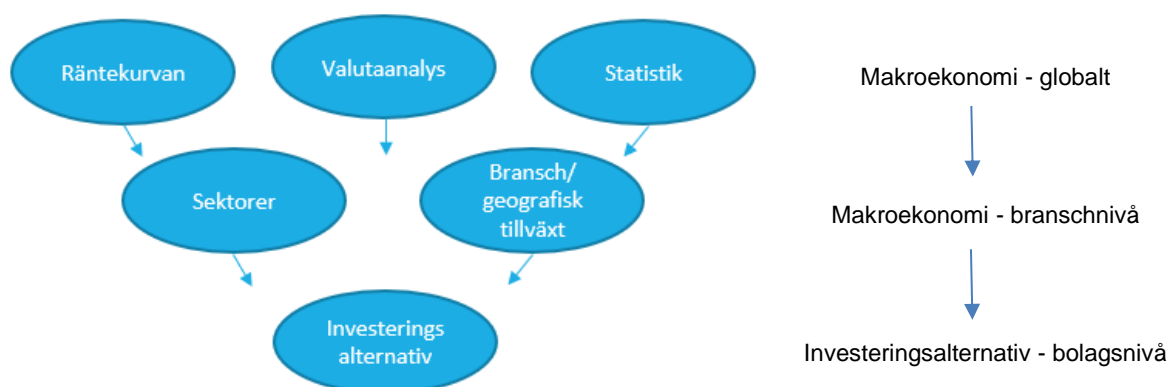 Räntekurvan
Valutaanalys
Statistik
Makroekonomi - globalt
Sektorer
Bransch/
geografisk
tillväxt
Makroekonomi - branschnivå
Investerings
alternativ
Investeringsalternativ - bolagsnivå